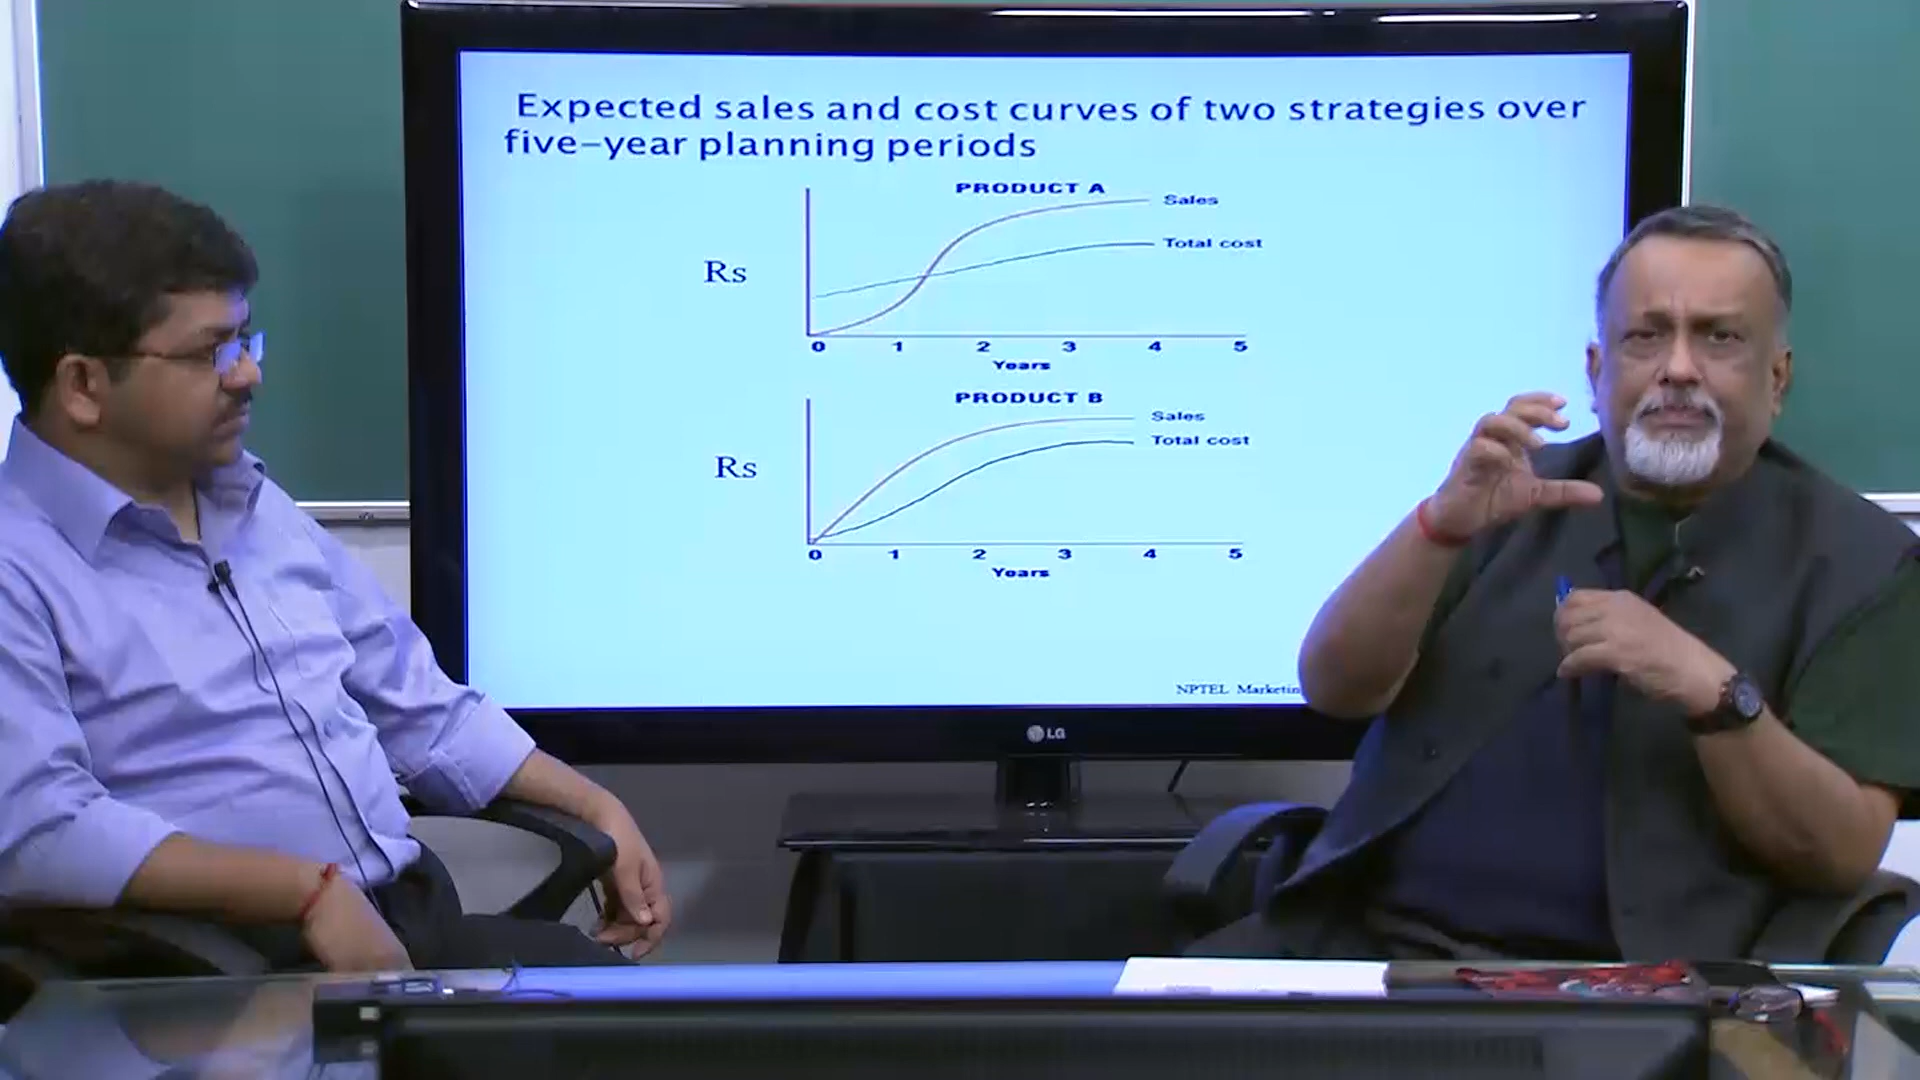 Expected sales and cost curves of two strategies over
five-year planning periods
PRODUCT A
Sales
Total cost
Rs
0 1 2 3 4 5
Years
PRODUCT B
Sales
Total cost
Rs
0 1 2 3 4 5
Years
NPTEL
LG